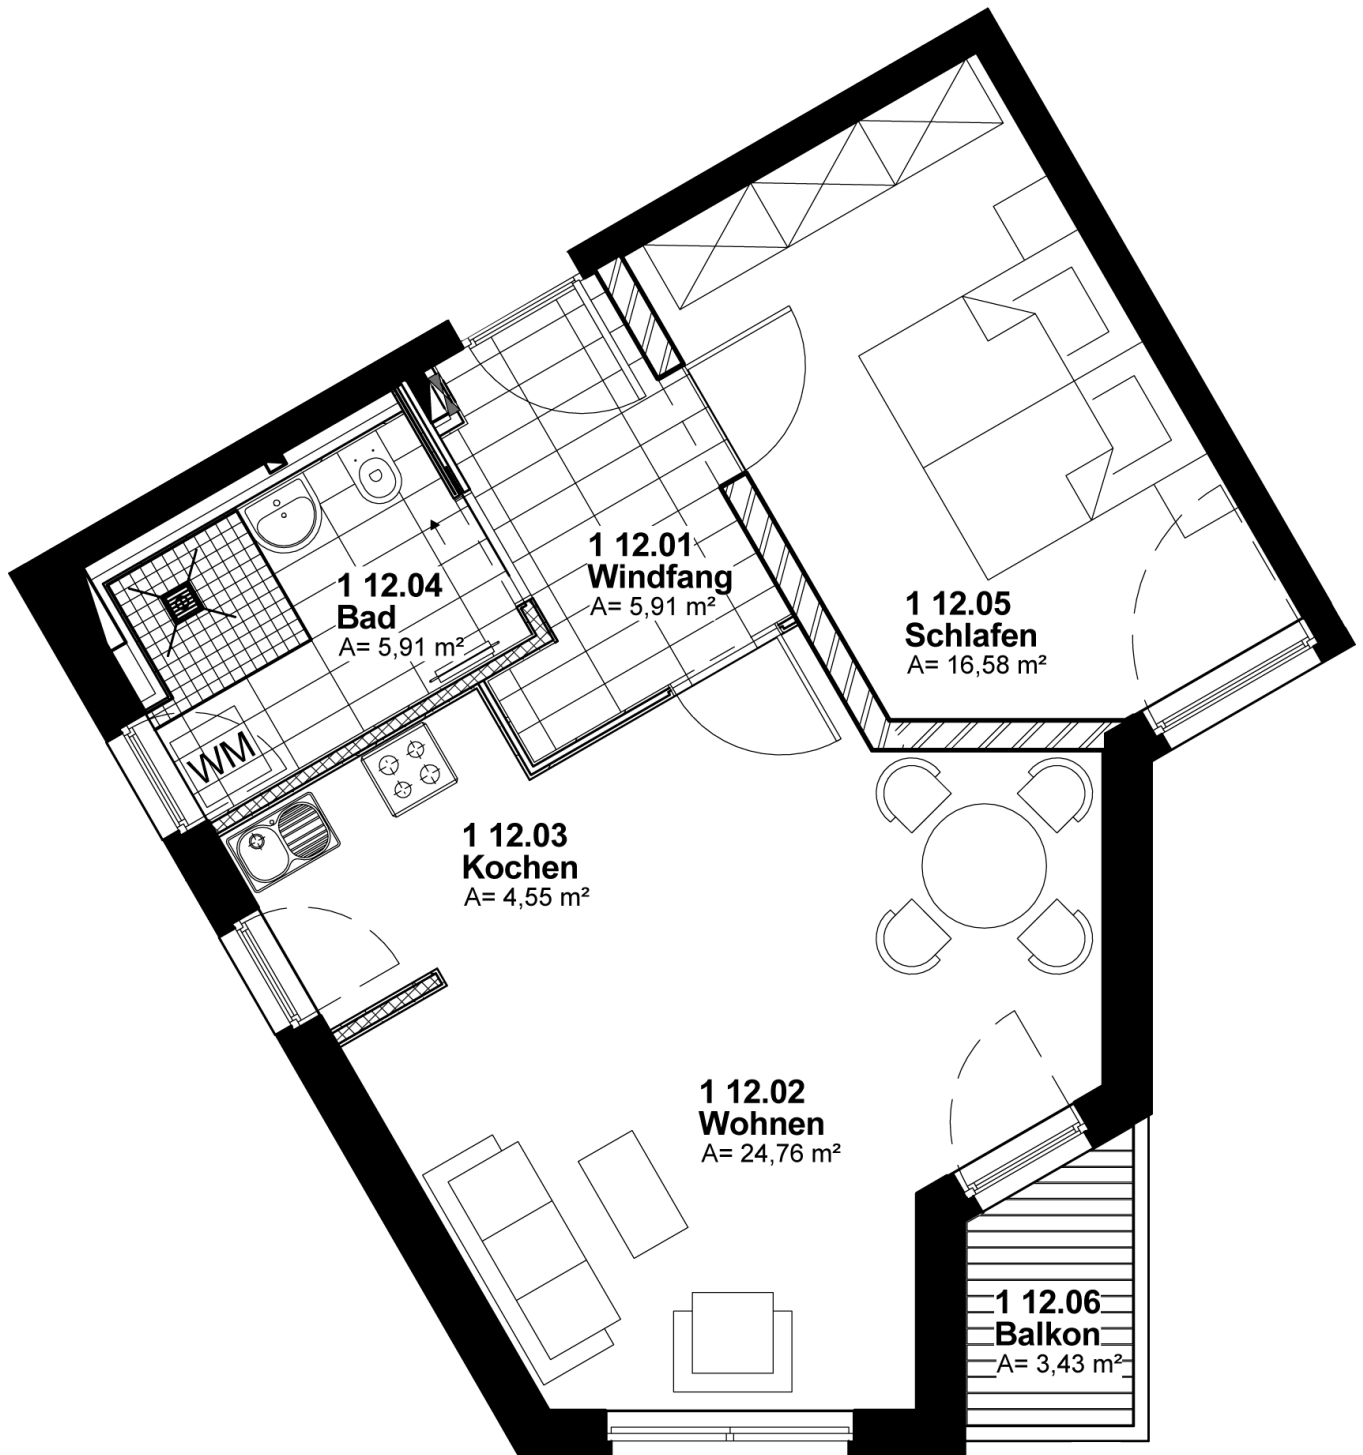 1 12.01
Windfang
A= 5,91 m²
1 12.04
Bad
A= 5,91 m²
1 12.05
Schlafen
A= 16,58 m²
WM
1 12.03
Kochen
A= 4,55 m²
1 12.02
Wohnen
A= 24,76 m²
1 12.06
Balkon
A= 3,43 m²